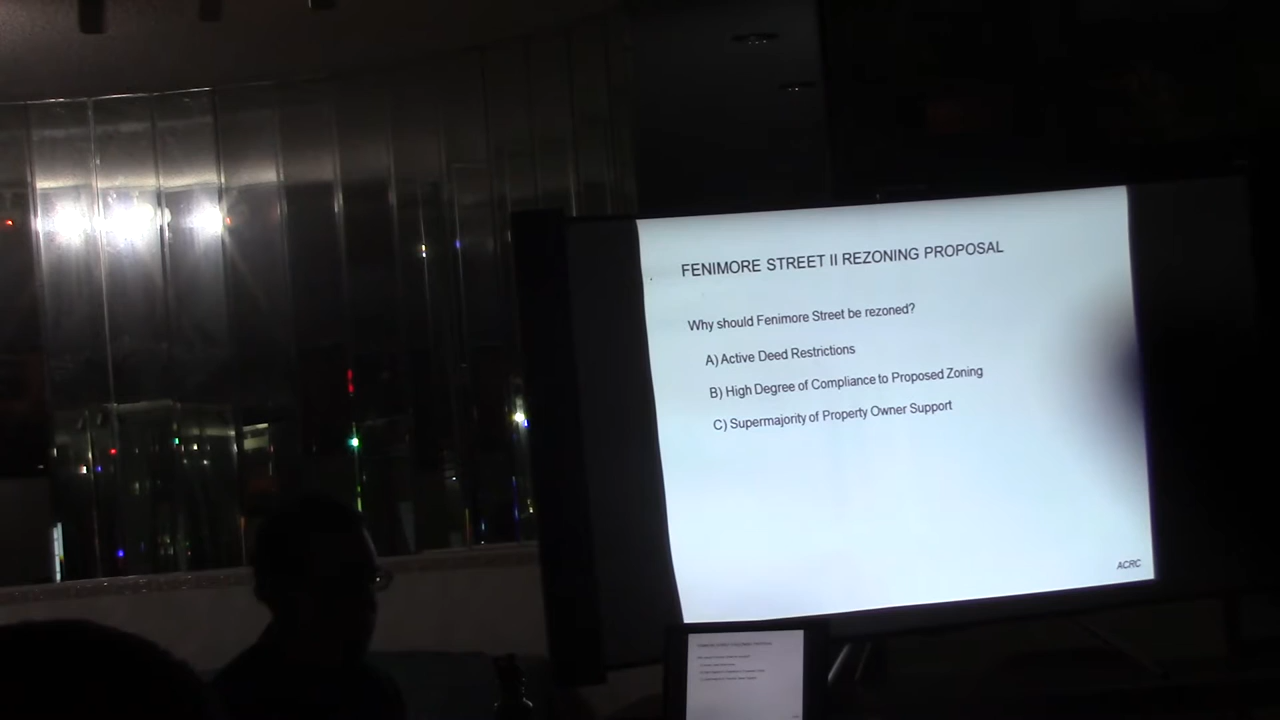 FENIMORE STREET II REZONING PROPOSAL
Why should Fenimore Street be rezoned?
A) Active Deed Restrictions
B) High Degree of Compliance to Proposed Zoning
C) Supermajority of Property Owner Support
ACRC